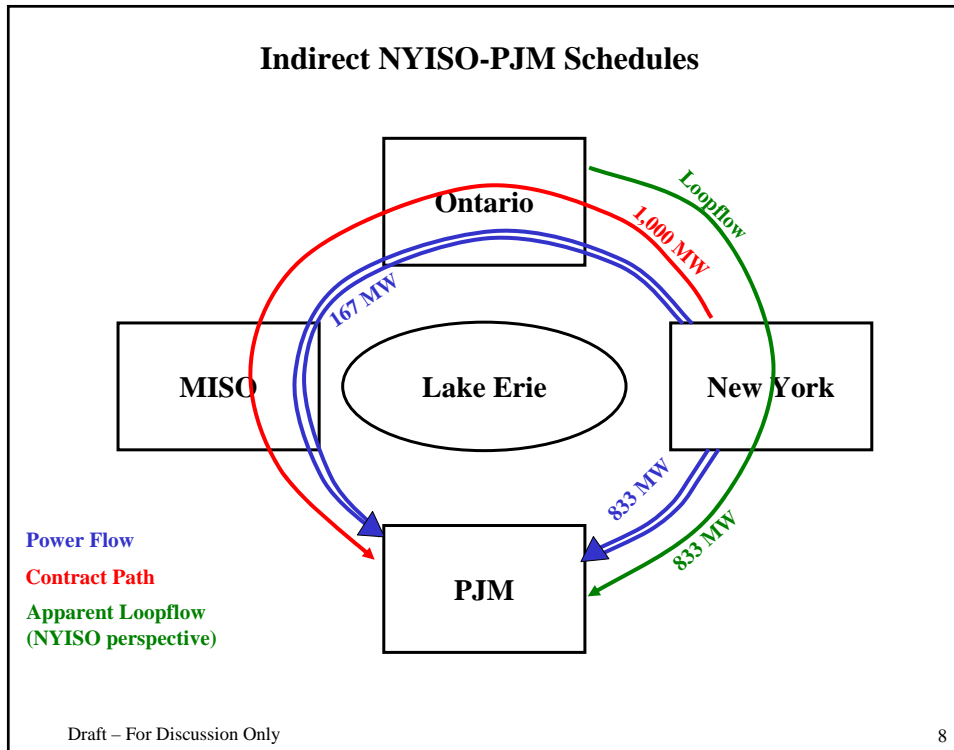 Indirect NYISO-PJM Schedules
Ontario
Loopflow
1,000 MW
167 MW
MISO
Lake Erie
New York
833 MW
833 MW
PJM
Power Flow
Contract Path
Apparent Loopflow
(NYISO perspective)
Draft – For Discussion Only
8